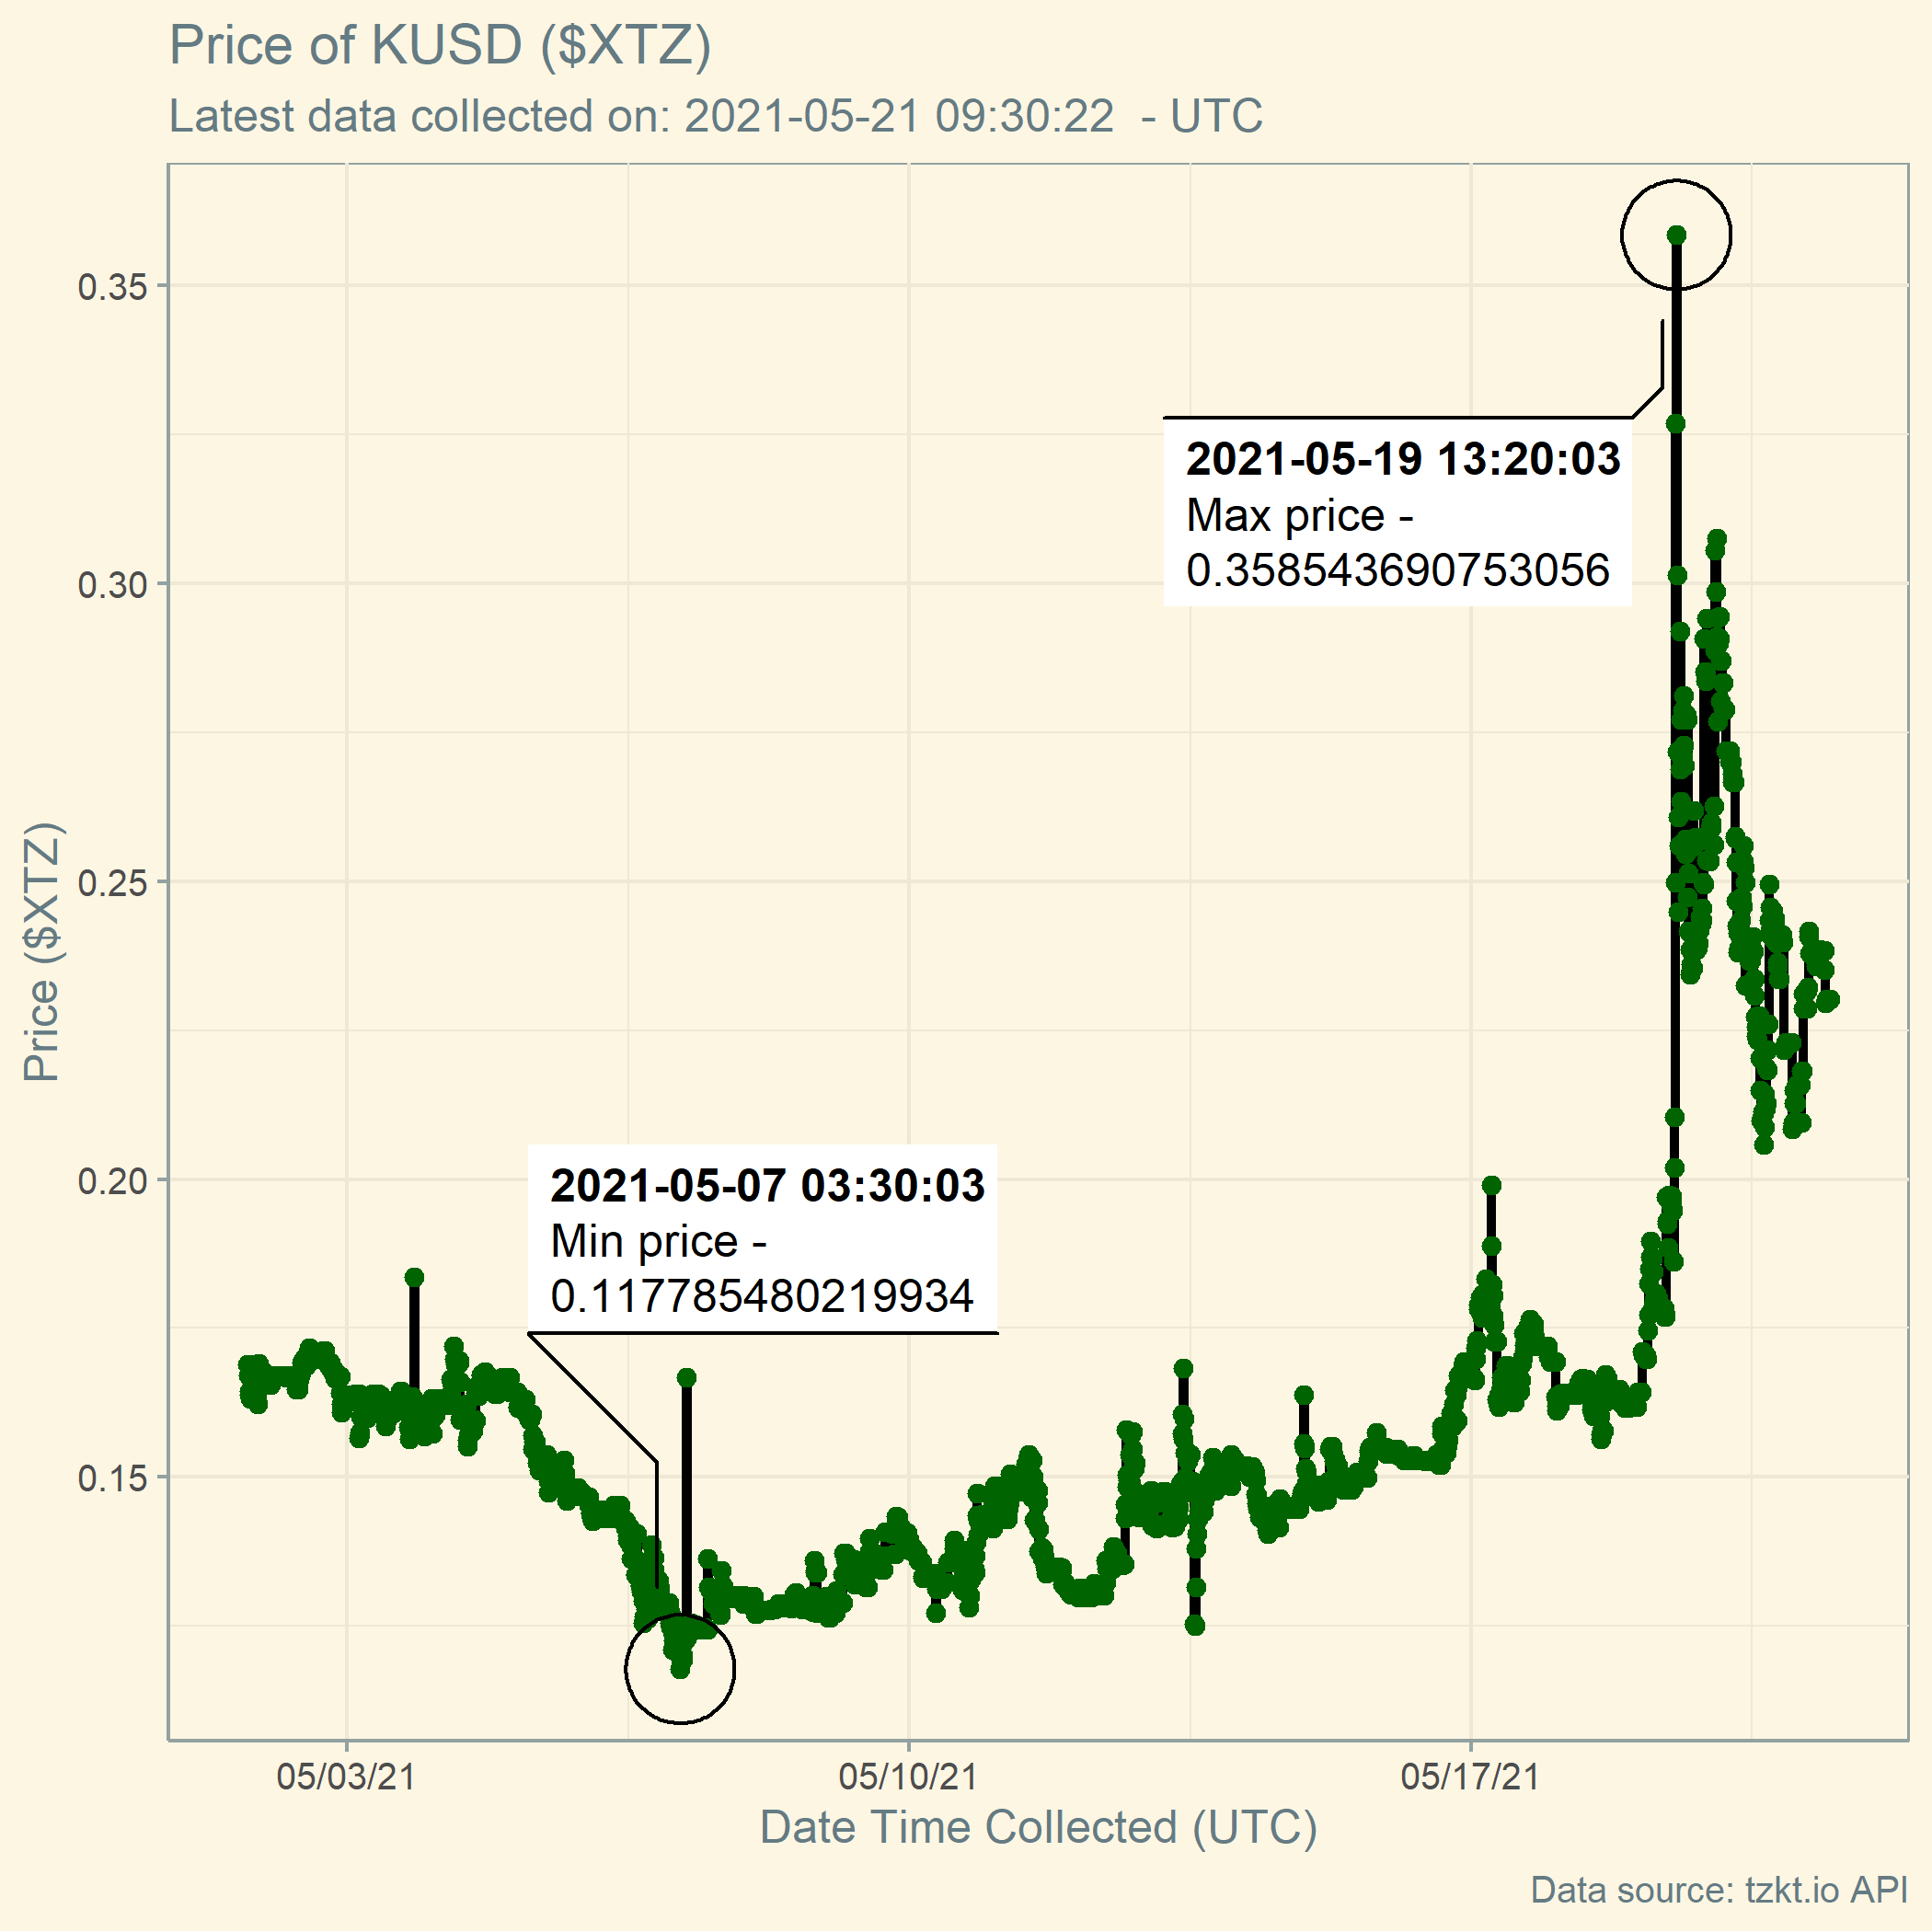 Price of KUSD ($XTZ)
Latest data collected on: 2021-05-21 09:30:22  - UTC
Price ($XTZ)
0.35
0.30
0.25
0.20
0.15
2021-05-19 13:20:03
Max price -
0.358543690753056
2021-05-07 03:30:03
Min price -
0.117785480219934
05/03/21
05/10/21
05/17/21
Date Time Collected (UTC)
Data source: tzkt.io API